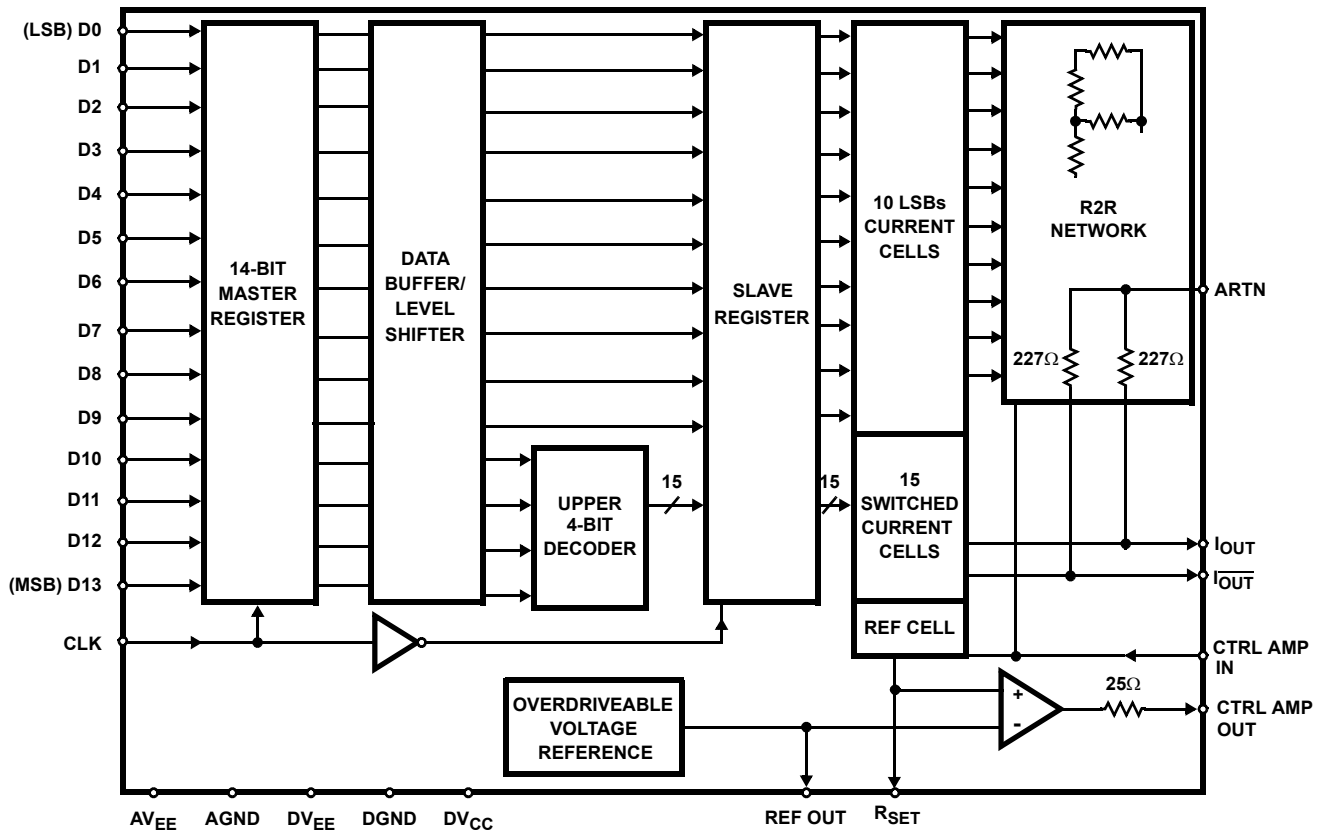 (LSB) D0
D1
D2
D3
D4
D5
D6
D7
D8
D9
D10
D11
D12
(MSB) D13
CLK
14-BIT
MASTER
REGISTER
DATA
BUFFER/
LEVEL
SHIFTER
UPPER
4-BIT
DECODER
15
SLAVE
REGISTER
15
10 LSBs
CURRENT
CELLS
15
SWITCHED
CURRENT
CELLS
REF CELL
R2R
NETWORK
227Ω
227Ω
ARTN
IOUT
IOUT
CTRL AMP
IN
OVERDRIVEABLE
VOLTAGE
REFERENCE
+
-
25Ω
CTRL AMP
OUT
AVEE
AGND
DVEE
DGND
DVCC
REF OUT
RSET